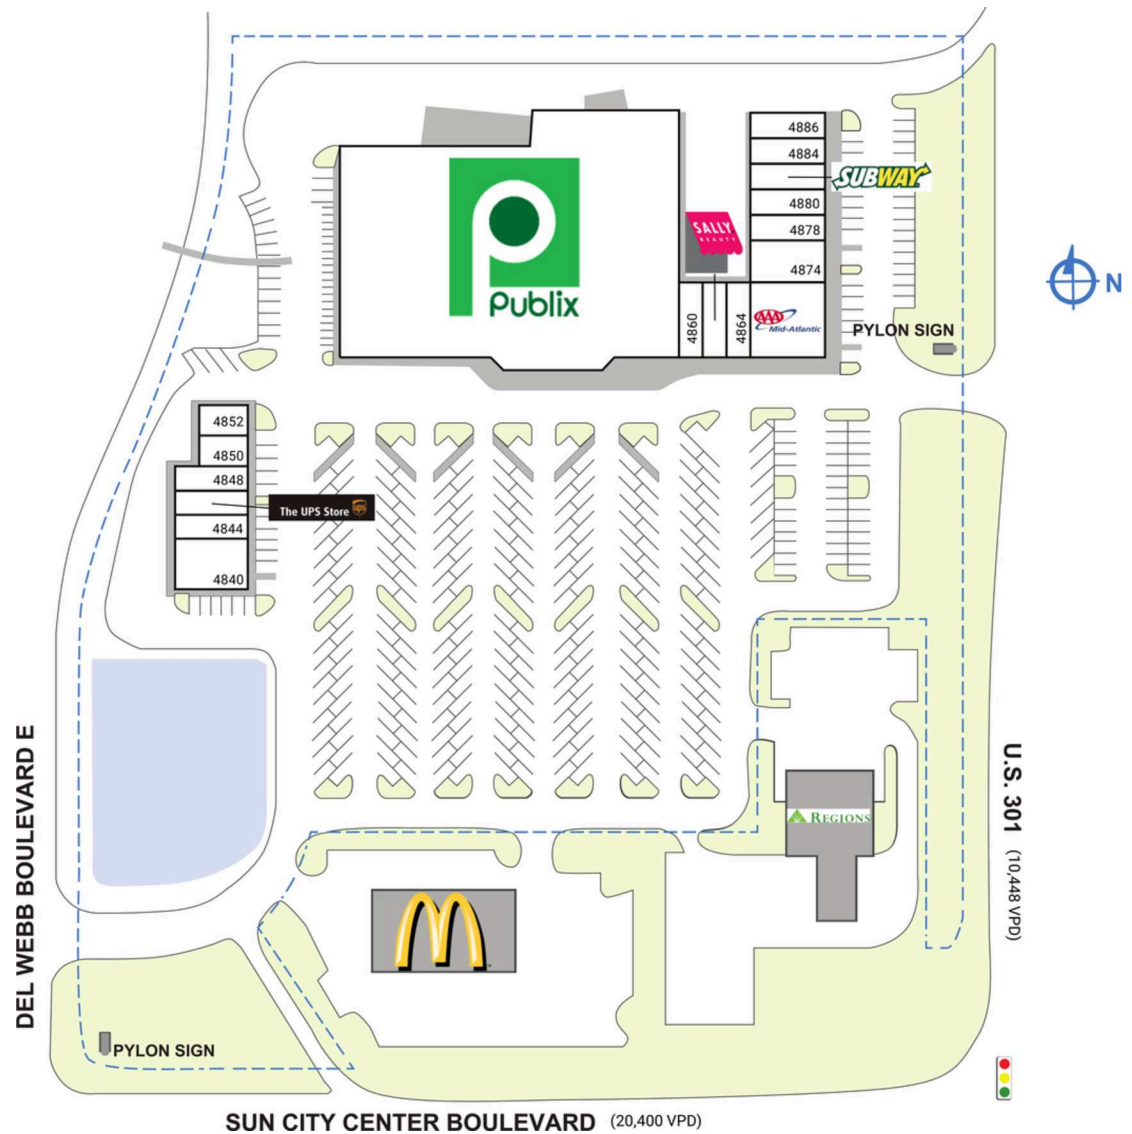 4886
4884
SUBWAY
4880
4878
4874
SALLY
BEAUTY
Publix
4860
4864
AAA
Mid-Atlantic
PYLON SIGN
N
4852
4850
4848
The UPS Store
ups
4844
4840
DEL WEBB BOULEVARD E
U.S. 301 (10,448 VPD)
REGIONS
PYLON SIGN
SUN CITY CENTER BOULEVARD (20,400 VPD)